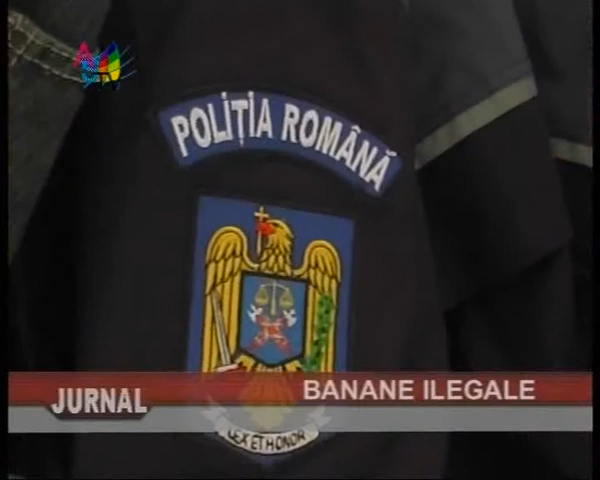 POLIȚIA ROMÂNĂ
BANANE ILEGALE
JURNAL
LEX ET HONOR